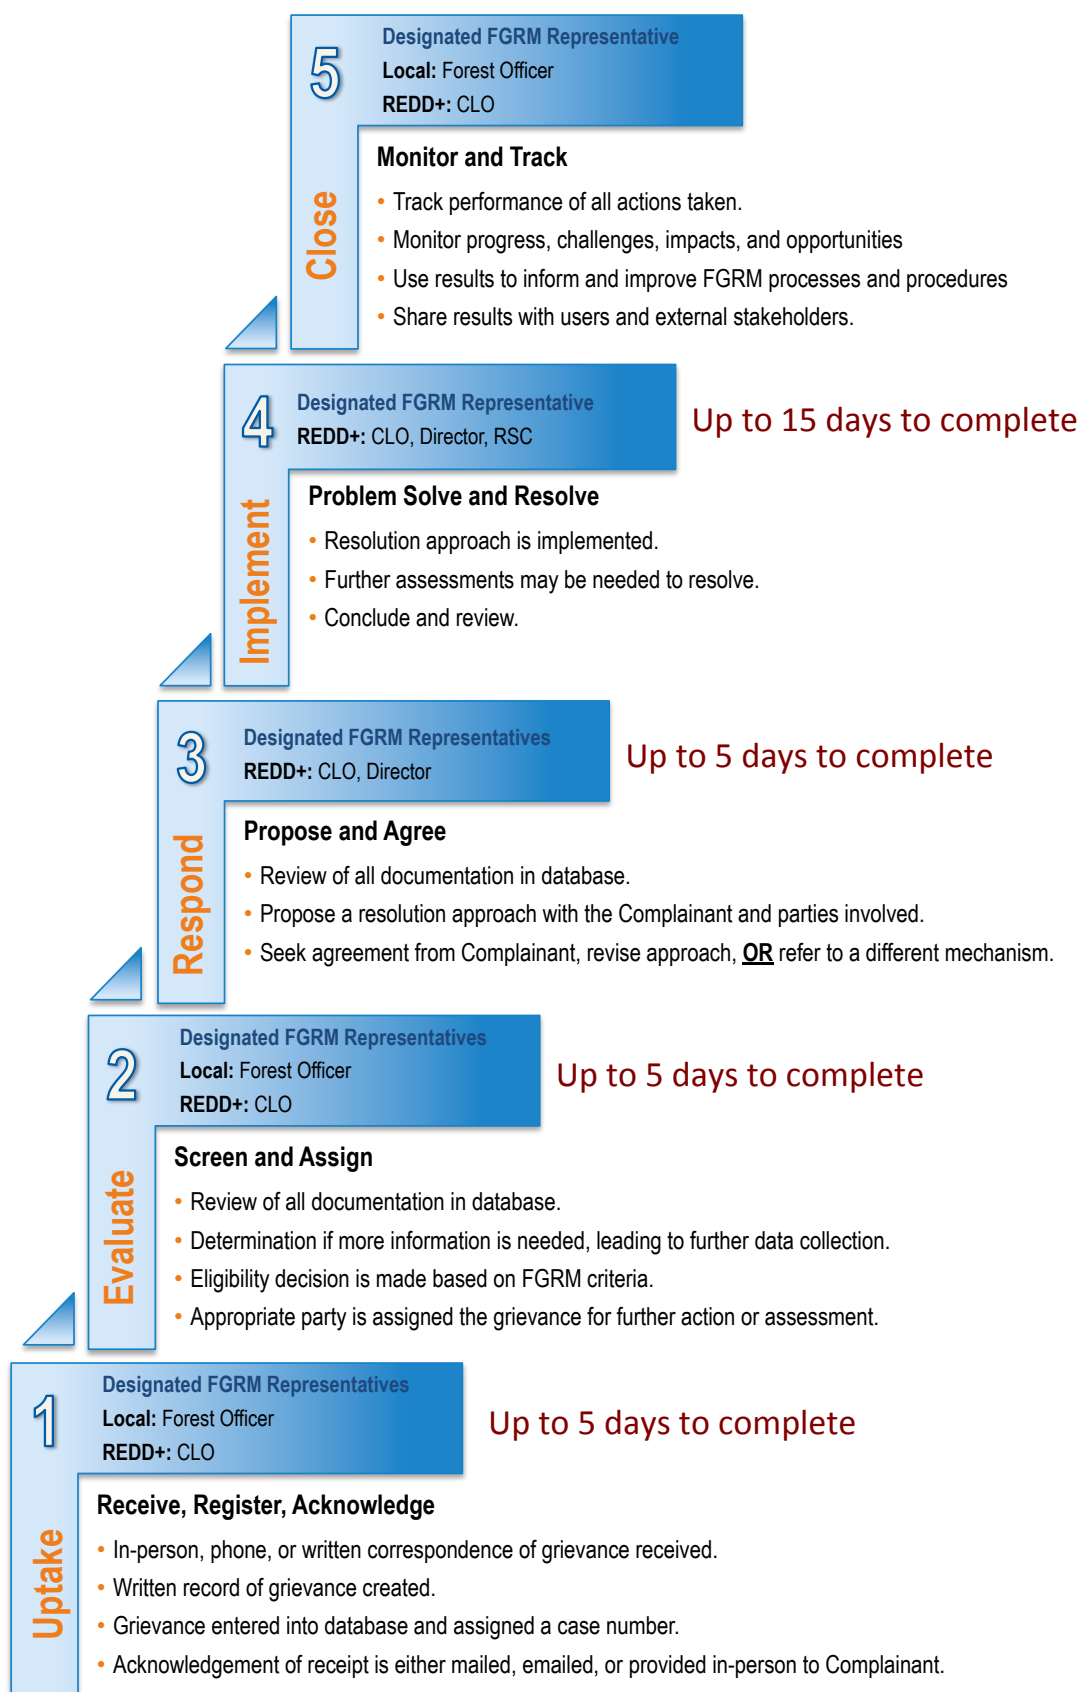 5
Designated FGRM Representative
Local: Forest Officer
REDD+: CLO
Close
Monitor and Track
• Track performance of all actions taken.
• Monitor progress, challenges, impacts, and opportunities
• Use results to inform and improve FGRM processes and procedures
• Share results with users and external stakeholders.
4
Designated FGRM Representative
REDD+: CLO, Director, RSC
Up to 15 days to complete
Implement
Problem Solve and Resolve
• Resolution approach is implemented.
• Further assessments may be needed to resolve.
• Conclude and review.
3
Designated FGRM Representatives
REDD+: CLO, Director
Up to 5 days to complete
Respond
Propose and Agree
• Review of all documentation in database.
• Propose a resolution approach with the Complainant and parties involved.
• Seek agreement from Complainant, revise approach, OR refer to a different mechanism.
2
Designated FGRM Representatives
Local: Forest Officer
REDD+: CLO
Up to 5 days to complete
Evaluate
Screen and Assign
• Review of all documentation in database.
• Determination if more information is needed, leading to further data collection.
• Eligibility decision is made based on FGRM criteria.
• Appropriate party is assigned the grievance for further action or assessment.
1
Designated FGRM Representatives
Local: Forest Officer
REDD+: CLO
Up to 5 days to complete
Uptake
Receive, Register, Acknowledge
• In-person, phone, or written correspondence of grievance received.
• Written record of grievance created.
• Grievance entered into database and assigned a case number.
• Acknowledgement of receipt is either mailed, emailed, or provided in-person to Complainant.